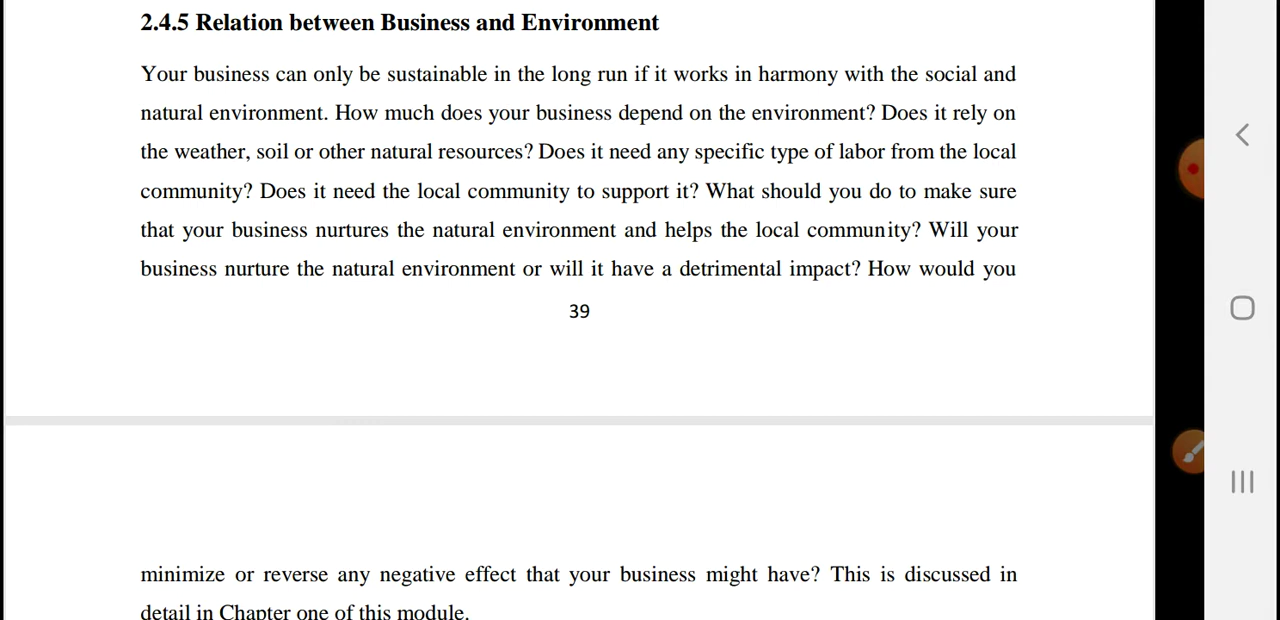 2.4.5 Relation between Business and Environment
Your business can only be sustainable in the long run if it works in harmony with the social and
natural environment. How much does your business depend on the environment? Does it rely on
the weather, soil or other natural resources? Does it need any specific type of labor from the local
community? Does it need the local community to support it? What should you do to make sure
that your business nurtures the natural environment and helps the local community? Will your
business nurture the natural environment or will it have a detrimental impact? How would you
39
minimize or reverse any negative effect that your business might have? This is discussed in
detail in Chapter one of this module.